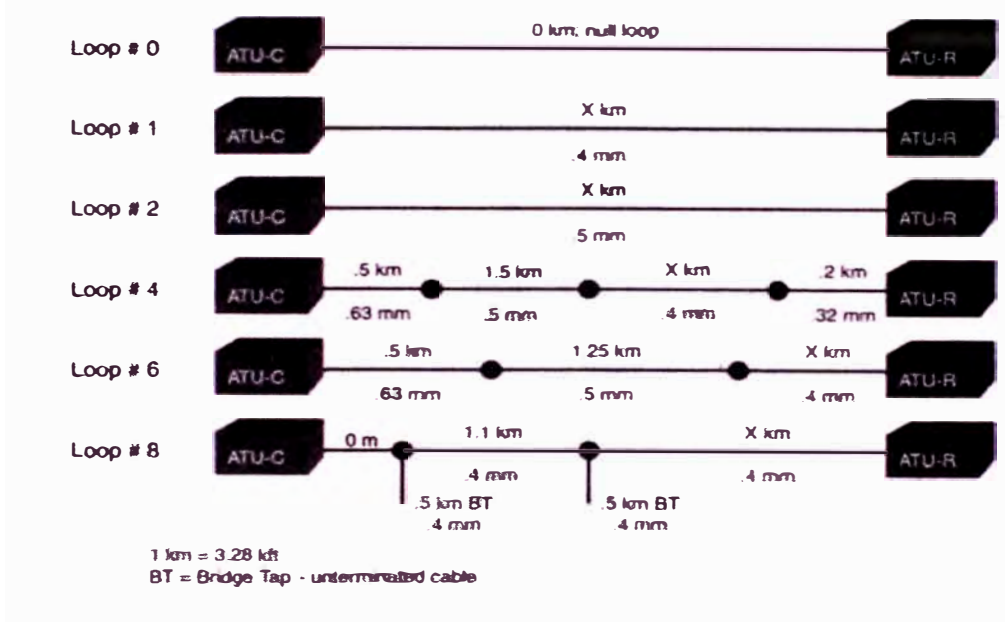 0 km, null loop
Loop # 0 ATU-C ATU-R
X km
Loop # 1 ATU-C ATU-R
.4 mm
X km
Loop # 2 ATU-C ATU-R
.5 mm
.5 km 1.5 km X km .2 km
Loop # 4 ATU-C ATU-R
.63 mm .5 mm .4 mm .32 mm
.5 km 1.25 km X km
Loop # 6 ATU-C ATU-R
.63 mm .5 mm .4 mm
0 m 1.1 km X km
Loop # 8 ATU-C ATU-R
.4 mm .4 mm
.5 km BT .5 km BT
.4 mm .4 mm
1 km = 3.28 kft
BT = Bridge Tap - unterminated cable